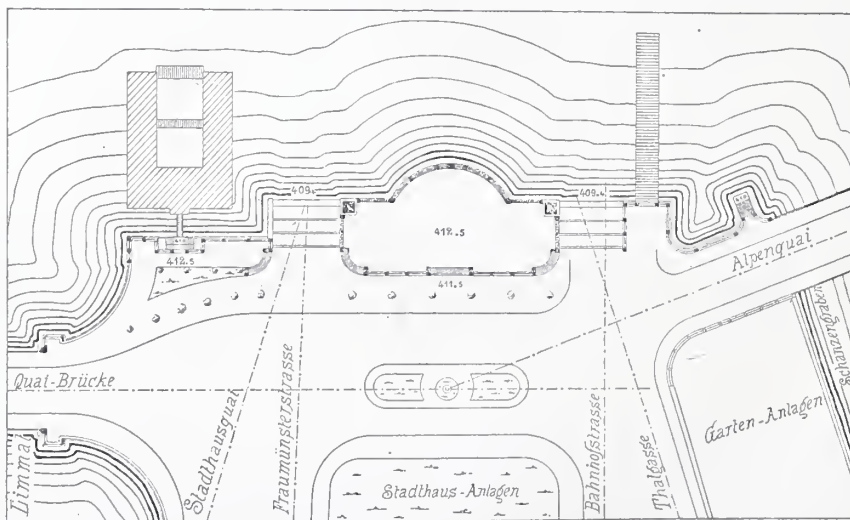 409.
409.
412.5
412.5
411.5
Alpenquai
Schanzengraben
Quai-Brücke
Limmat
Stadthausquai
Fraumünsterstrasse
Stadthaus-Anlagen
Bahnhofstrasse
Thalgasse
Garten-Anlagen